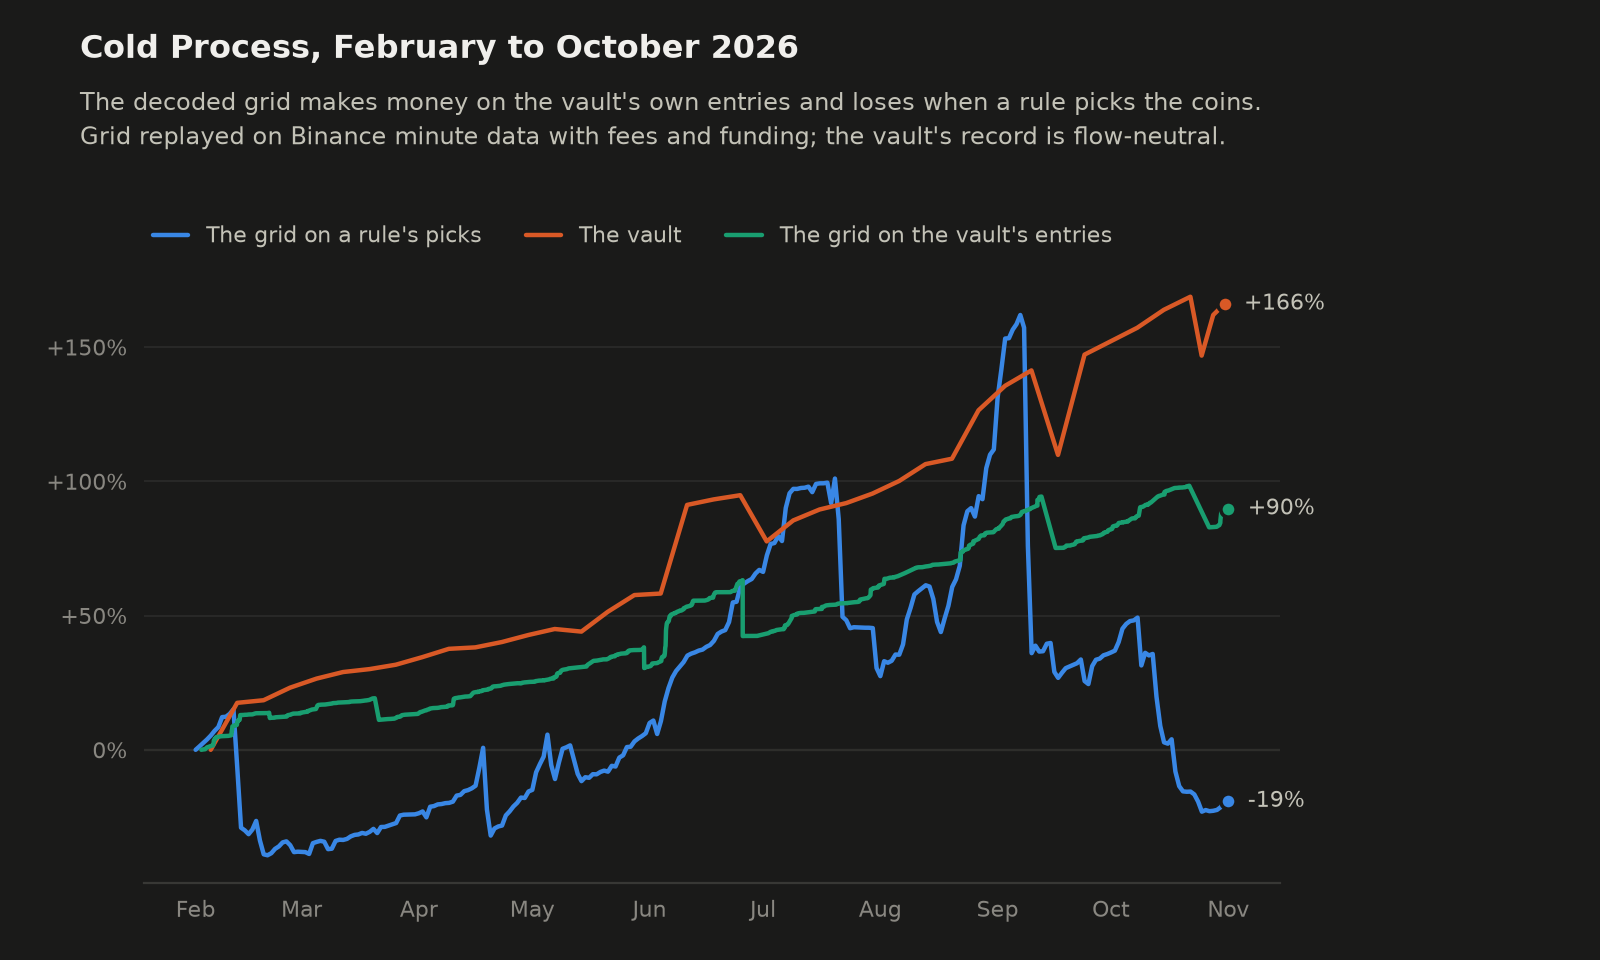 Cold Process, February to October 2026
The decoded grid makes money on the vault's own entries and loses when a rule picks the coins.
Grid replayed on Binance minute data with fees and funding; the vault's record is flow-neutral.
The grid on a rule's picks
The vault
The grid on the vault's entries
+166%
+150%
+100%
+90%
+50%
0%
-19%
Feb Mar Apr May Jun Jul Aug Sep Oct Nov